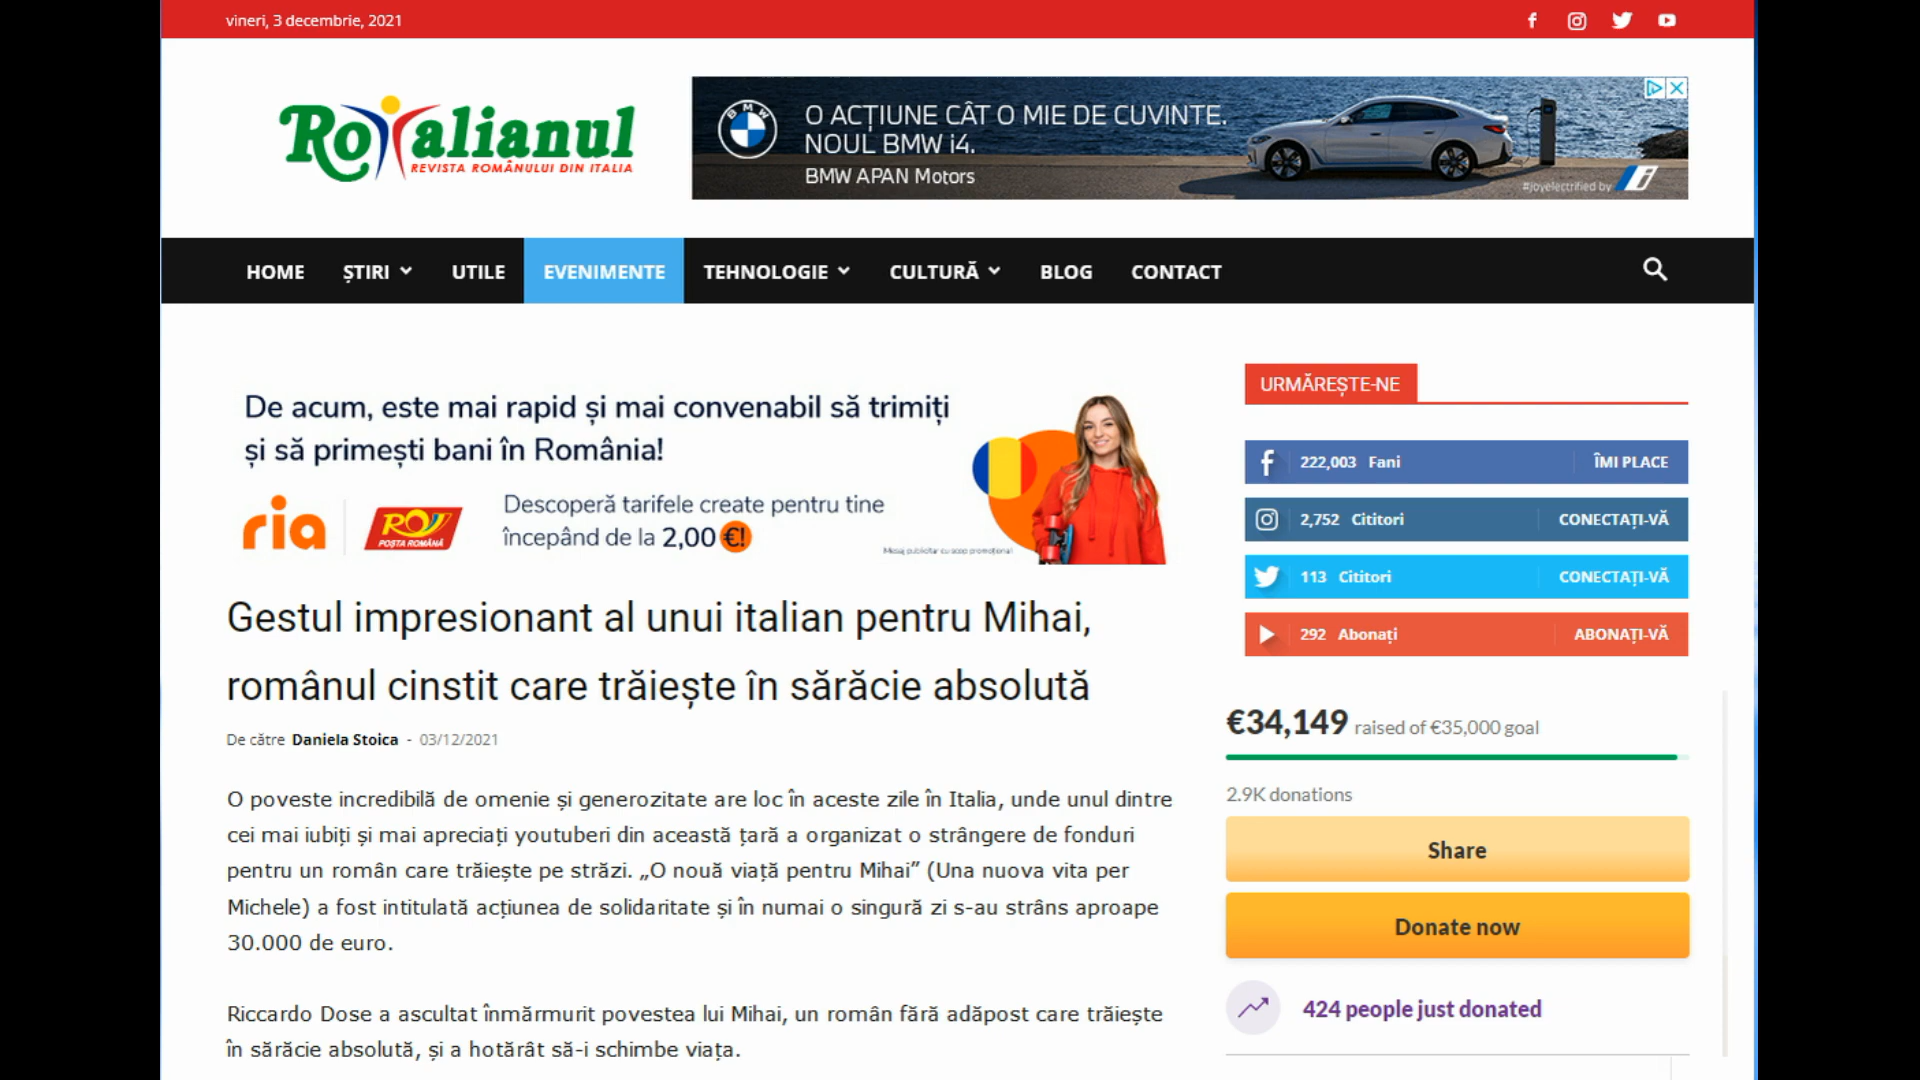 vineri, 3 decembrie, 2021
Rotalianul
REVISTA ROMÂNULUI DIN ITALIA
BMW
O ACȚIUNE CÂT O MIE DE CUVINTE.
NOUL BMW i4.
BMW APAN Motors
#joyelectrified by i
HOME ȘTIRI UTILE EVENIMENTE TEHNOLOGIE CULTURĂ BLOG CONTACT
De acum, este mai rapid și mai convenabil să trimiți
și să primești bani în România!
ria
POȘTA ROMÂNĂ
Descoperă tarifele create pentru tine
începând de la 2,00 €!
Mesaj publicitar cu scop promoțional
Gestul impresionant al unui italian pentru Mihai,
românul cinstit care trăiește în sărăcie absolută
De către Daniela Stoica - 03/12/2021
O poveste incredibilă de omenie și generozitate are loc în aceste zile în Italia, unde unul dintre
cei mai iubiți și mai apreciați youtuberi din această țară a organizat o strângere de fonduri
pentru un român care trăiește pe străzi. „O nouă viață pentru Mihai” (Una nuova vita per
Michele) a fost intitulată acțiunea de solidaritate și în numai o singură zi s-au strâns aproape
30.000 de euro.
Riccardo Dose a ascultat înmărmurit povestea lui Mihai, un român fără adăpost care trăiește
în sărăcie absolută, și a hotărât să-i schimbe viața.
URMĂREȘTE-NE
222,003 Fani ÎMI PLACE
2,752 Cititori CONECTAȚI-VĂ
113 Cititori CONECTAȚI-VĂ
292 Abonați ABONAȚI-VĂ
€34,149 raised of €35,000 goal
2.9K donations
Share
Donate now
424 people just donated